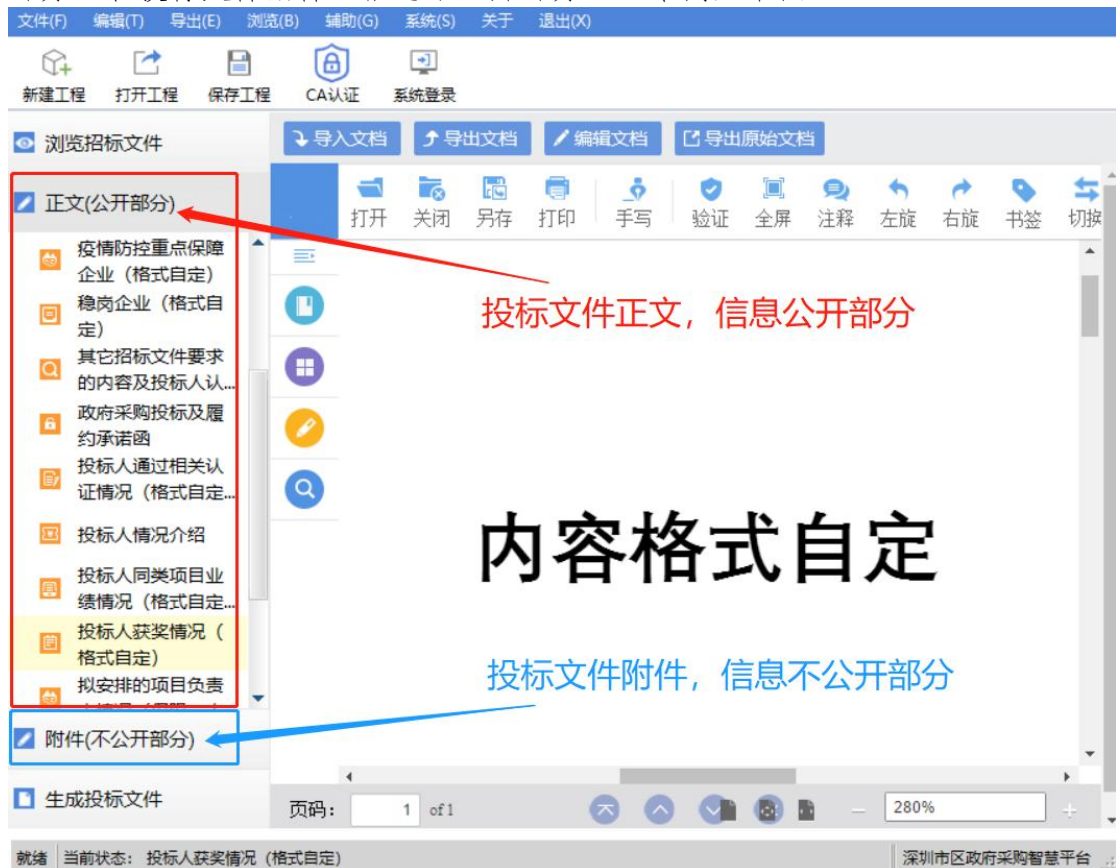 文件(F) 编辑(T) 导出(E) 浏览(B) 辅助(G) 系统(S) 关于 退出(X)
新建工程 打开工程 保存工程 CA认证 系统登录
浏览招标文件
导入文档 导出文档 编辑文档 导出原始文档
正文(公开部分)
打开 关闭 另存 打印 手写 验证 全屏 注释 左旋 右旋 书签 切换
疫情防控重点保障
企业（格式自定）
稳岗企业（格式自
定）
投标文件正文，信息公开部分
其它招标文件要求
的内容及投标人认...
政府采购投标及履
约承诺函
投标人通过相关认
证情况（格式自定...
投标人情况介绍
内容格式自定
投标人同类项目业
绩情况（格式自定...
投标人获奖情况（
格式自定）
投标文件附件，信息不公开部分
拟安排的项目负责
附件(不公开部分)
生成投标文件
页码: 1 of 1 280%
就绪 当前状态: 投标人获奖情况（格式自定） 深圳市区政府采购智慧平台